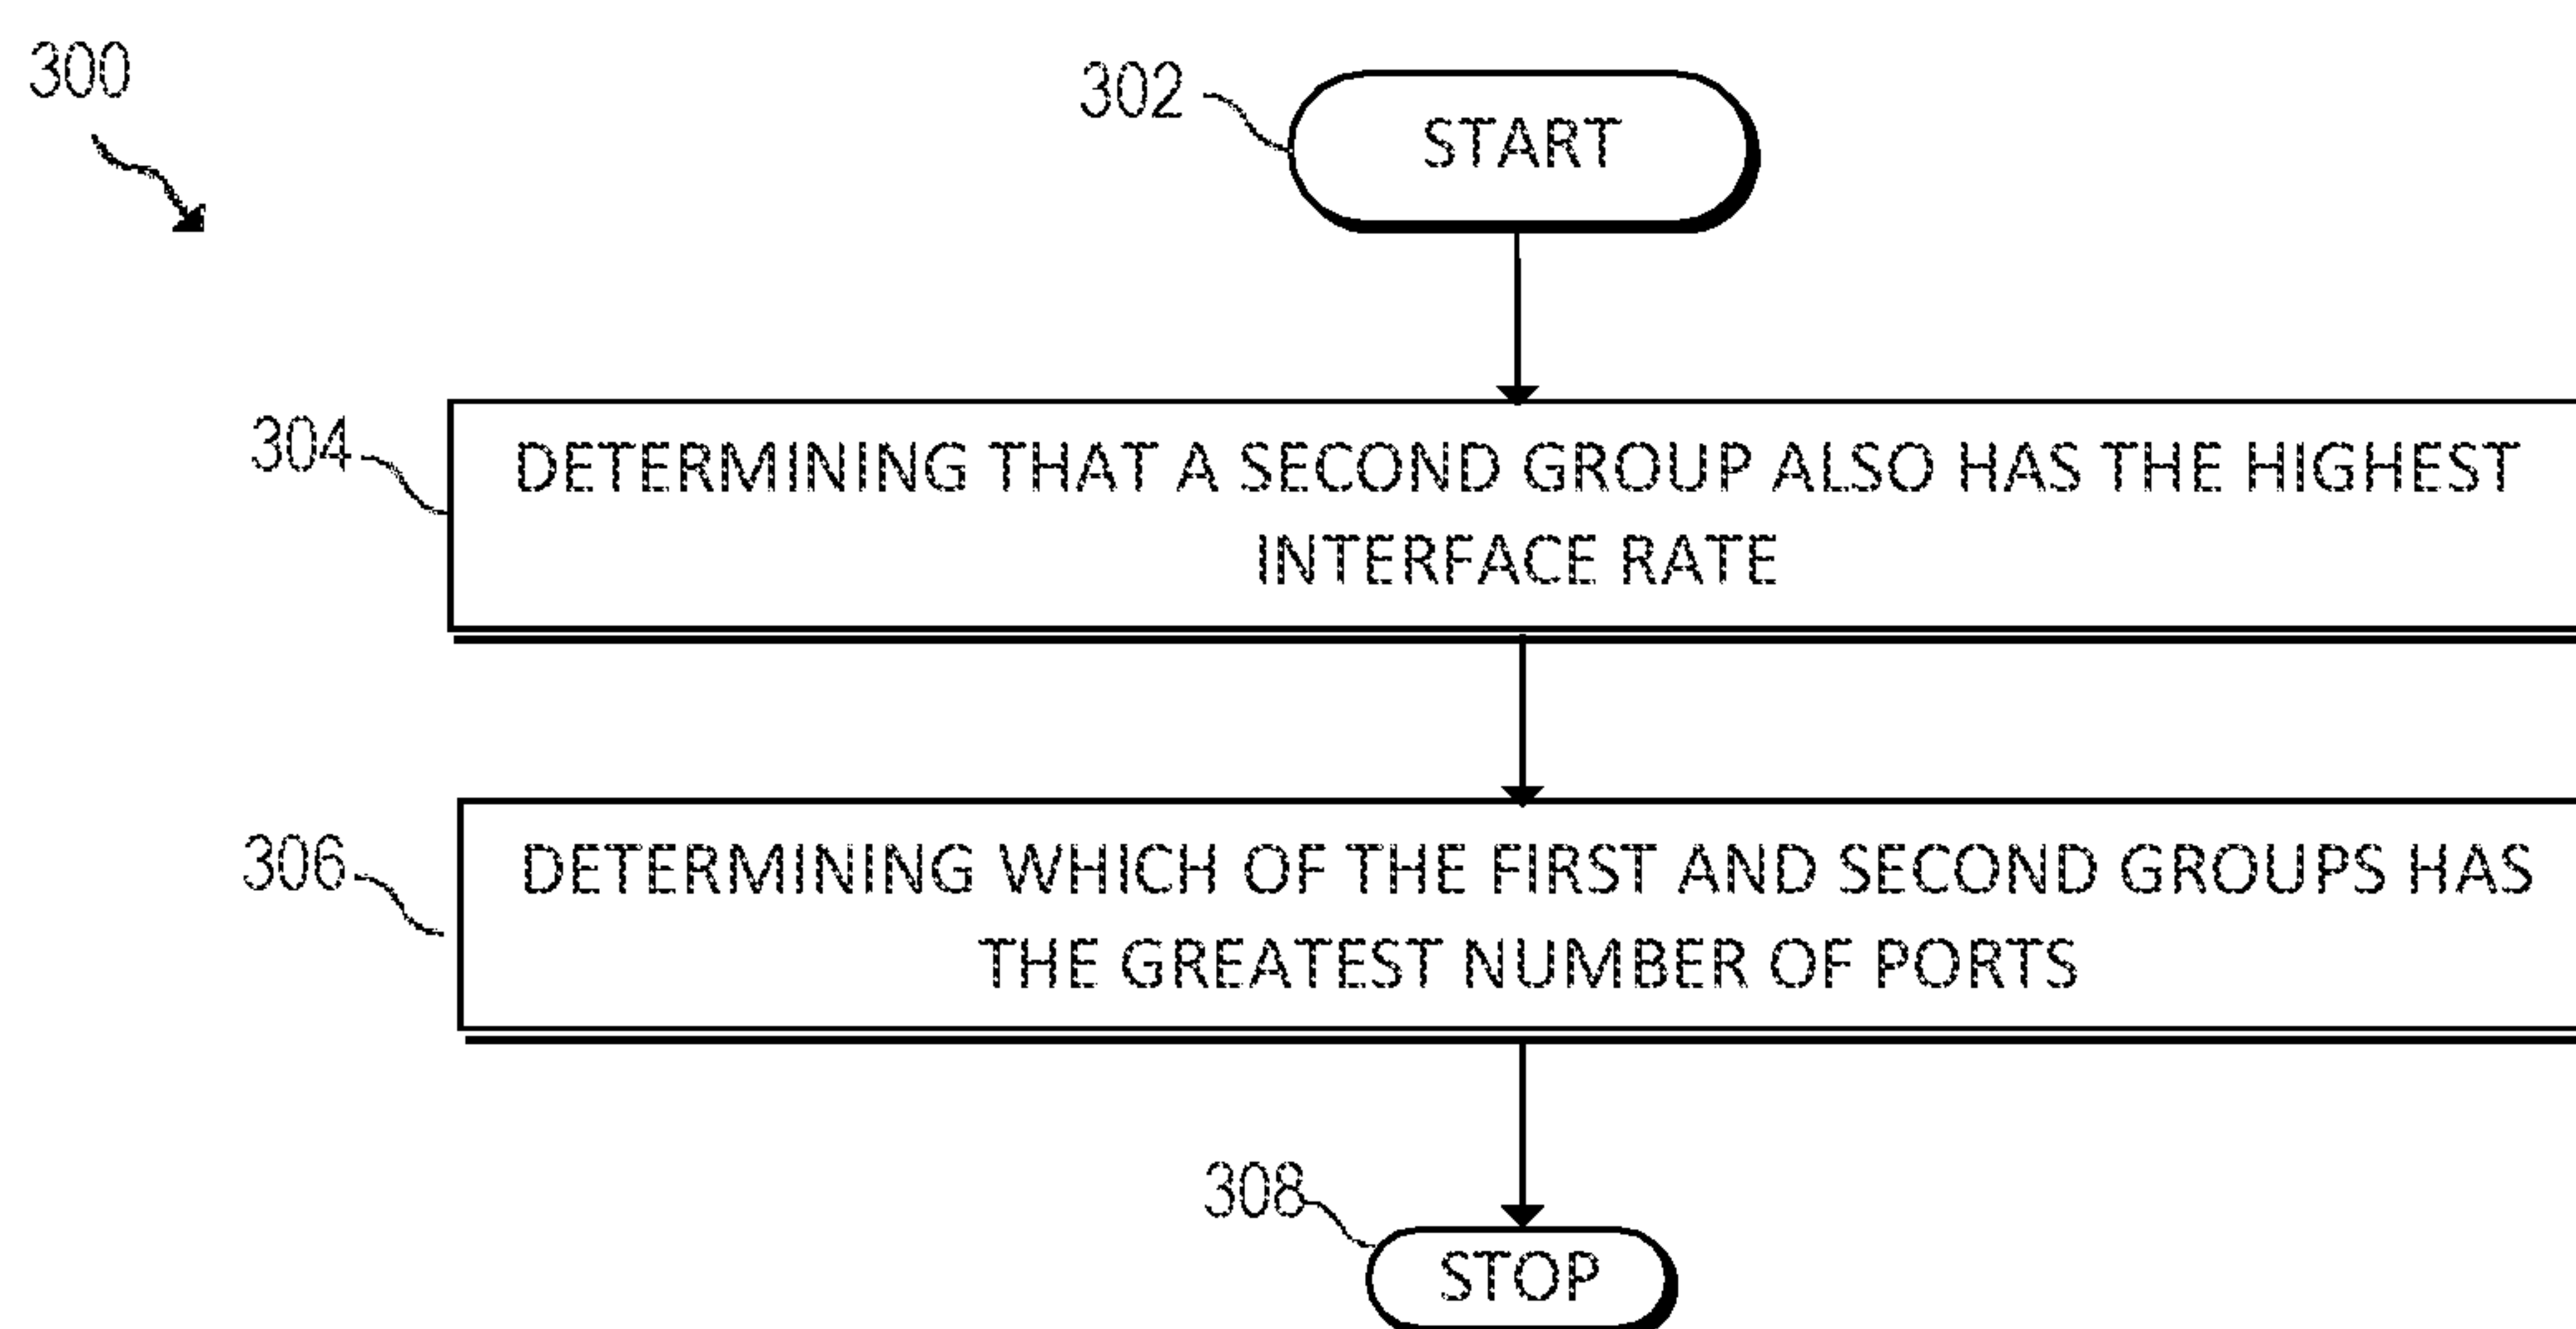 300
302
START
304
DETERMINING THAT A SECOND GROUP ALSO HAS THE HIGHEST
INTERFACE RATE
306
DETERMINING WHICH OF THE FIRST AND SECOND GROUPS HAS
THE GREATEST NUMBER OF PORTS
308
STOP